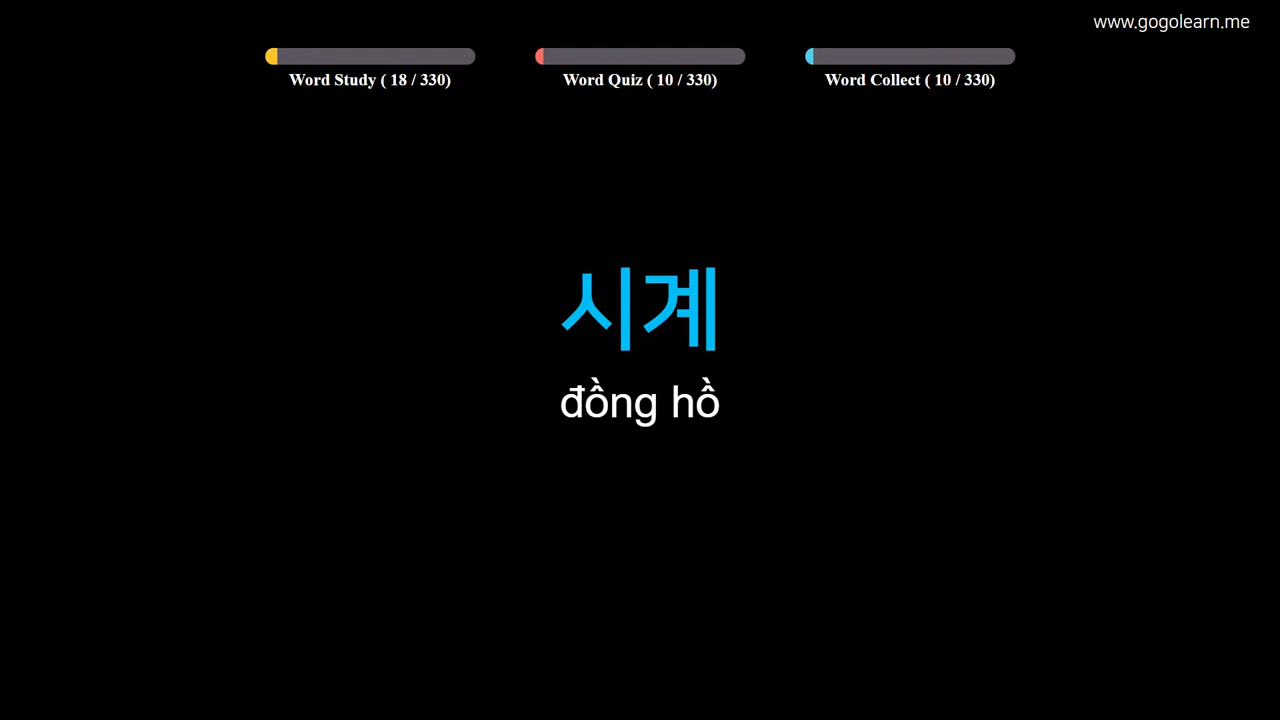 www.gogolearn.me
Word Study ( 18 / 330)
Word Quiz ( 10 / 330)
Word Collect ( 10 / 330)
시계
đồng hồ